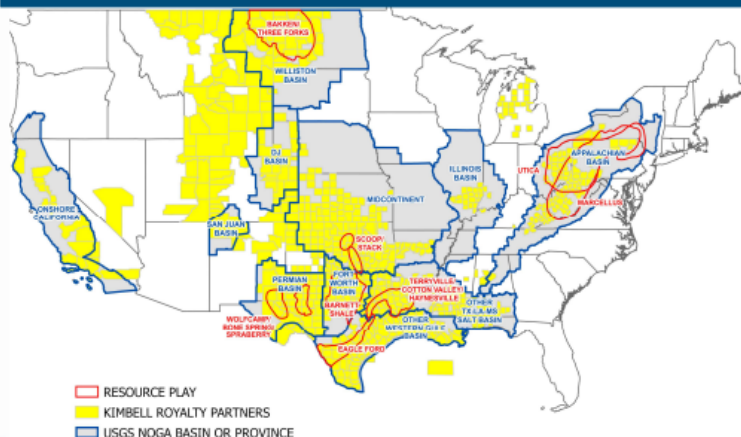 BAKKEN/
THREE FORKS
WILLISTON
BASIN
DJ
BASIN
ILLINOIS
BASIN
UTICA
APPALACHIAN
BASIN
MIDCONTINENT
MARCELLUS
ONSHORE
CALIFORNIA
SAN JUAN
BASIN
SCOOP/
STACK
PERMIAN
BASIN
FORT
WORTH
BASIN
TERRYVILLE/
COTTON VALLEY/
HAYNESVILLE
BARNETT
SHALE
OTHER
TX-LA-MS
SALT BASIN
WOLFCAMP/
BONE SPRING/
SPRABERRY
OTHER
WESTERN GULF
BASIN
EAGLE FORD
RESOURCE PLAY
KIMBELL ROYALTY PARTNERS
USGS NOGA BASIN OR PROVINCE